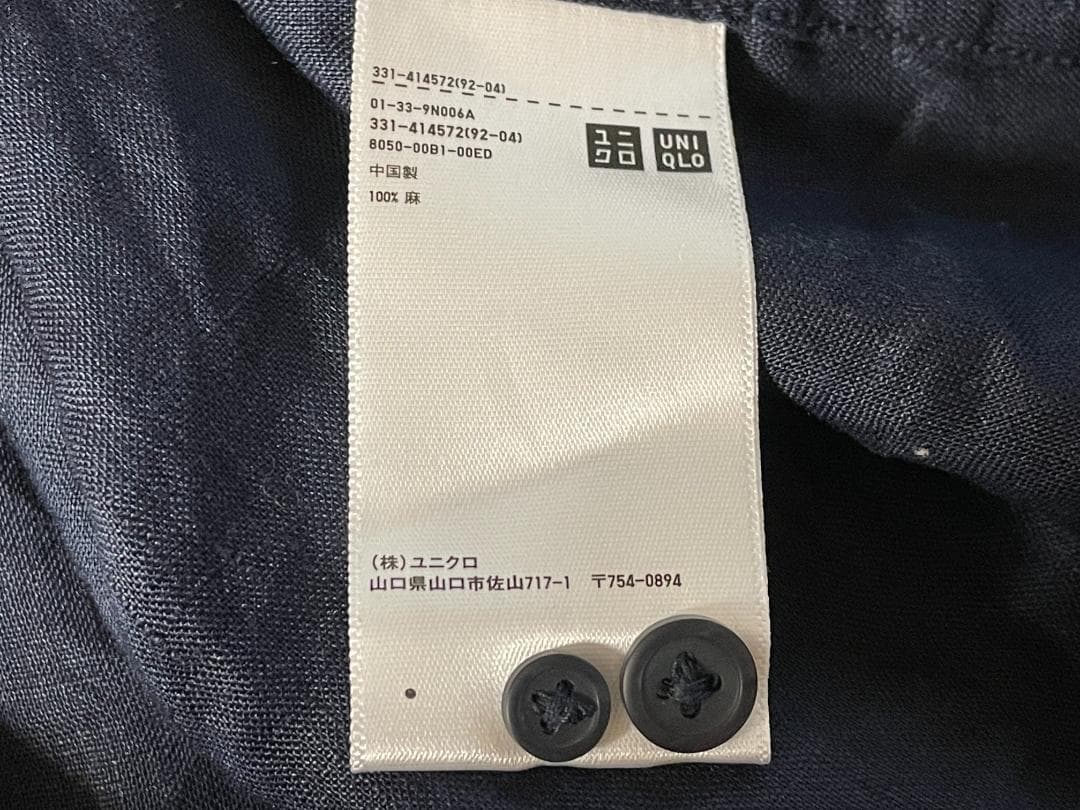 331-414572(92-04)
01-33-9N006A
331-414572(92-04)
8050-00B1-00ED
中国製
100% 麻
ユニ
クロ
UNI
QLO
(株)ユニクロ
山口県山口市佐山717-1 〒754-0894